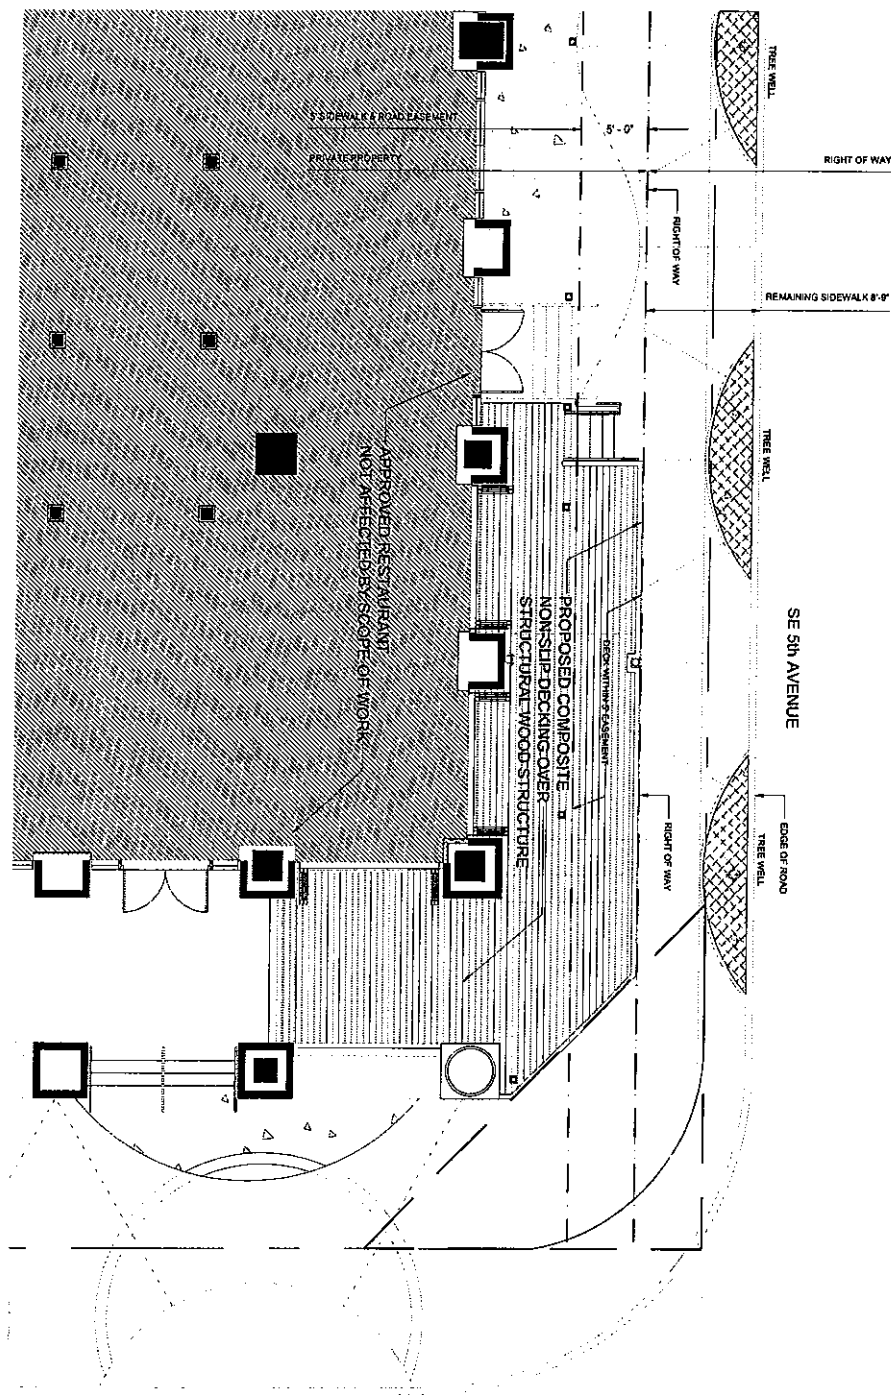 TREE WELL
5' SIDEWALK & ROAD EASEMENT
5' - 0"
PRIVATE PROPERTY
RIGHT OF WAY
RIGHT OF WAY
REMAINING SIDEWALK 8'-9"
TREE WELL
APPROVED RESTAURANT
NOT AFFECTED BY SCOPE OF WORK
PROPOSED COMPOSITE
NON-SLIP DECKING OVER
STRUCTURAL WOOD STRUCTURE
DECK WITHIN 5' EASEMENT
SE 5th AVENUE
RIGHT OF WAY
EDGE OF ROAD
TREE WELL